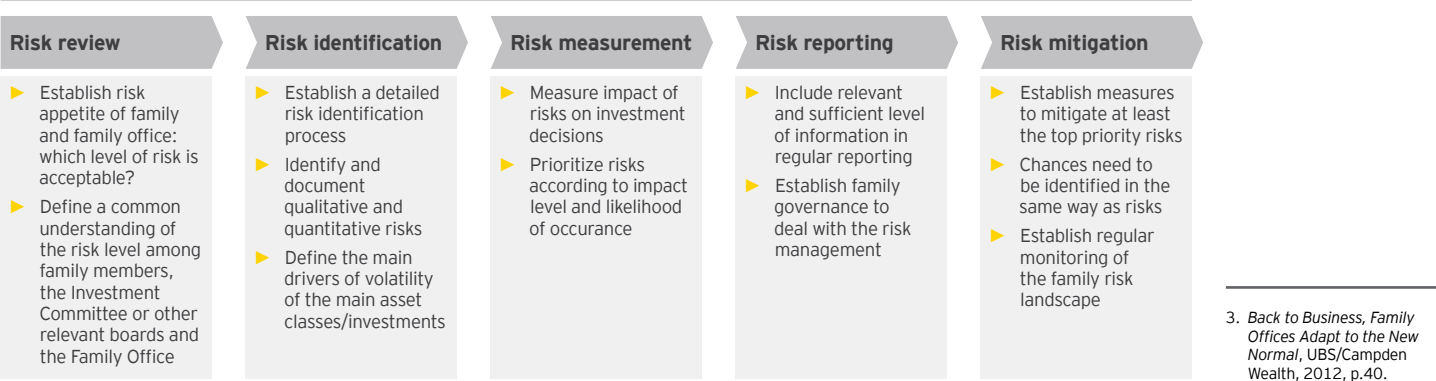 Risk review
Establish risk
appetite of family
and family office:
which level of risk is
acceptable?
Define a common
understanding of
the risk level among
family members,
the Investment
Committee or other
relevant boards and
the Family Office
Risk identification
Establish a detailed
risk identification
process
Identify and
document
qualitative and
quantitative risks
Define the main
drivers of volatility
of the main asset
classes/investments
Risk measurement
Measure impact of
risks on investment
decisions
Prioritize risks
according to impact
level and likelihood
of occurance
Risk reporting
Include relevant
and sufficient level
of information in
regular reporting
Establish family
governance to
deal with the risk
management
Risk mitigation
Establish measures
to mitigate at least
the top priority risks
Chances need to
be identified in the
same way as risks
Establish regular
monitoring of
the family risk
landscape
3. Back to Business, Family
Offices Adapt to the New
Normal, UBS/Campden
Wealth, 2012, p.40.